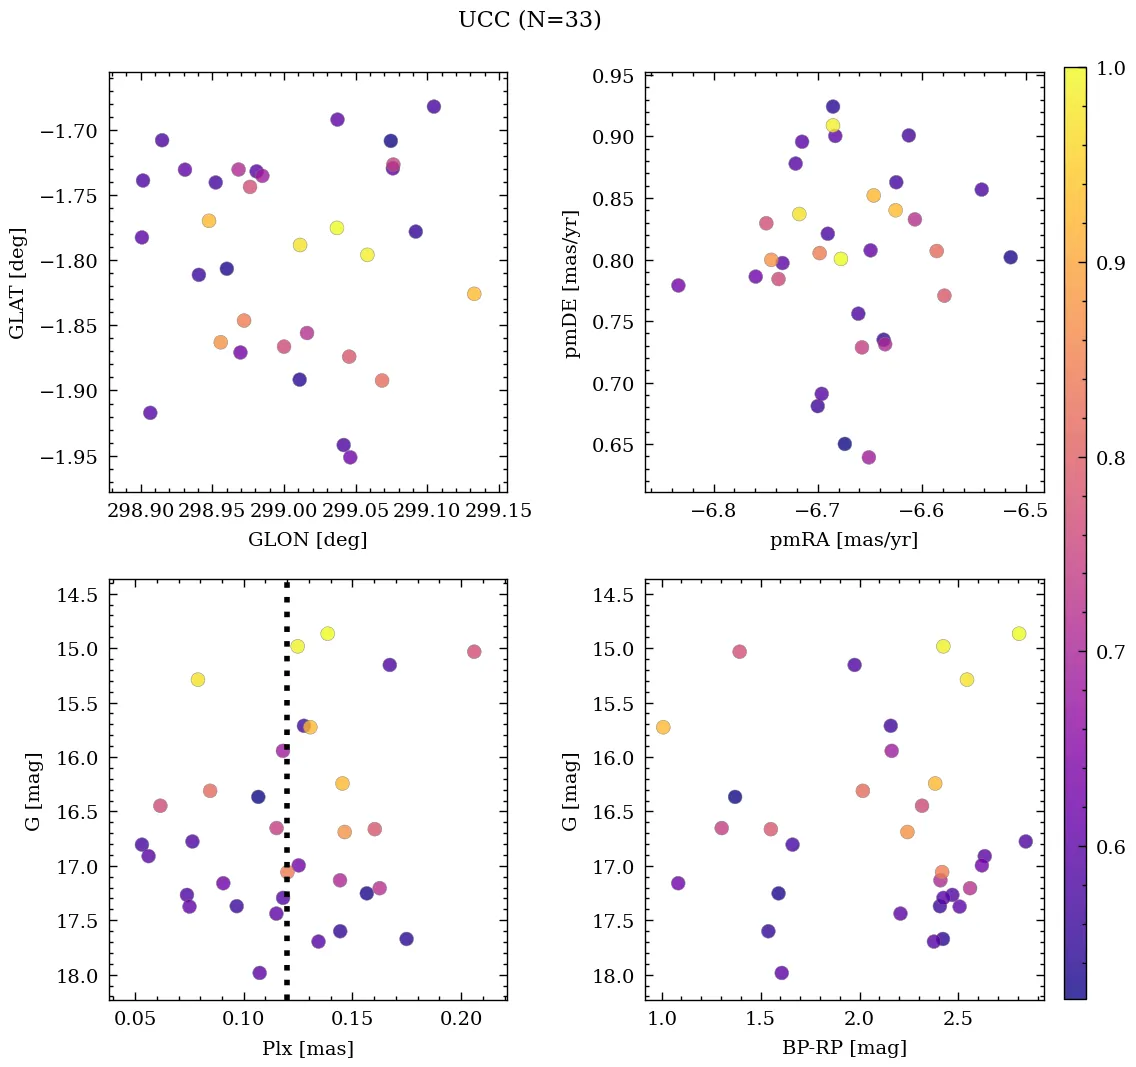 UCC (N=33)
−1.70
−1.75
−1.80
−1.85
−1.90
−1.95
GLAT [deg]
298.90 298.95 299.00 299.05 299.10 299.15
GLON [deg]
0.95
0.90
0.85
0.80
0.75
0.70
0.65
pmDE [mas/yr]
−6.8 −6.7 −6.6 −6.5
pmRA [mas/yr]
14.5
15.0
15.5
16.0
16.5
17.0
17.5
18.0
G [mag]
0.05 0.10 0.15 0.20
Plx [mas]
14.5
15.0
15.5
16.0
16.5
17.0
17.5
18.0
G [mag]
1.0 1.5 2.0 2.5
BP-RP [mag]
1.0
0.9
0.8
0.7
0.6